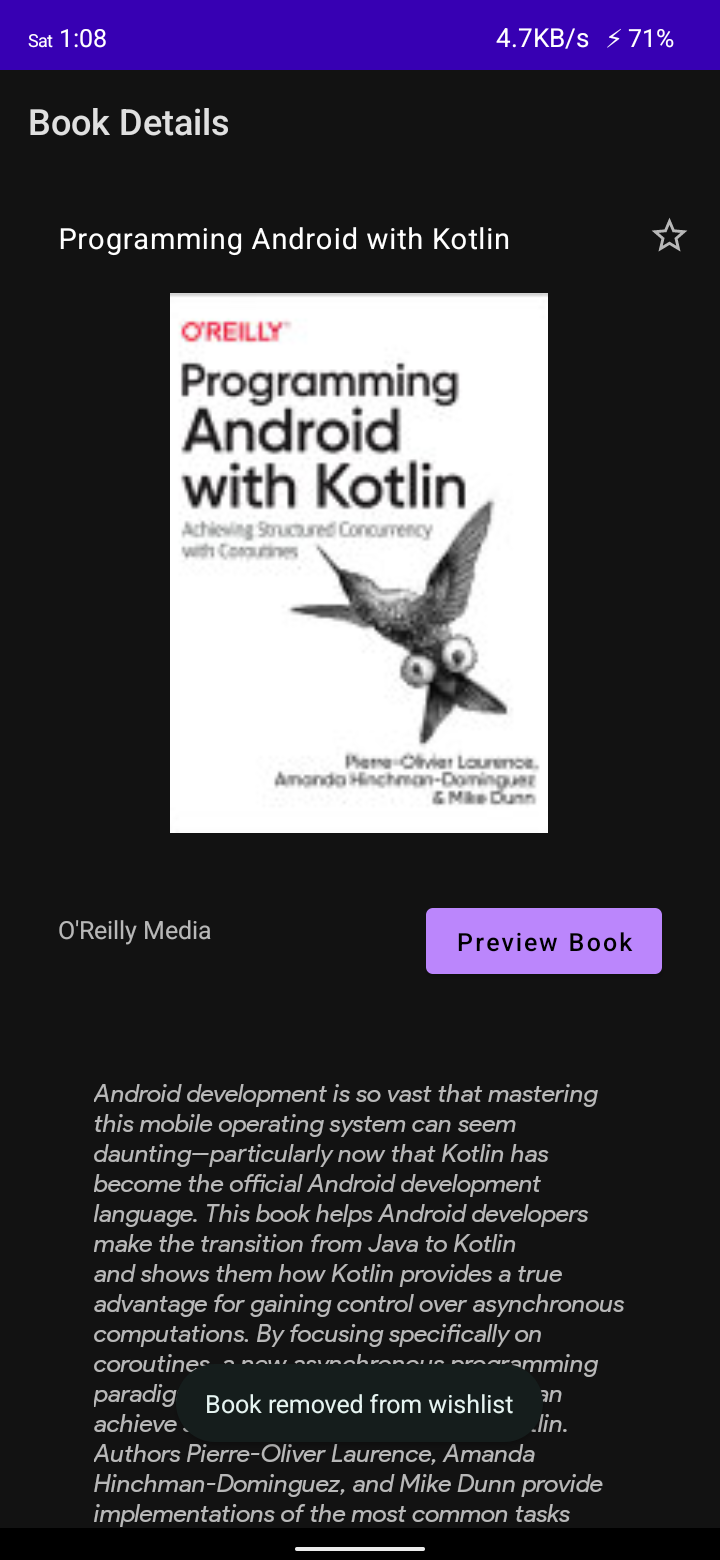 Sat 1:08
4.7KB/s ⚡ 71%
Book Details
Programming Android with Kotlin
O'REILLY
Programming
Android
with Kotlin
Achieving Structured Concurrency
with Coroutines
Pierre-Olivier Laurence,
Amanda Hinchman-Dominguez
& Mike Dunn
O'Reilly Media
Preview Book
Android development is so vast that mastering
this mobile operating system can seem
daunting—particularly now that Kotlin has
become the official Android development
language. This book helps Android developers
make the transition from Java to Kotlin
and shows them how Kotlin provides a true
advantage for gaining control over asynchronous
computations. By focusing specifically on
coroutines, a new asynchronous programming
paradig an
achieve lin.
Book removed from wishlist
Authors Pierre-Oliver Laurence, Amanda
Hinchman-Dominguez, and Mike Dunn provide
implementations of the most common tasks